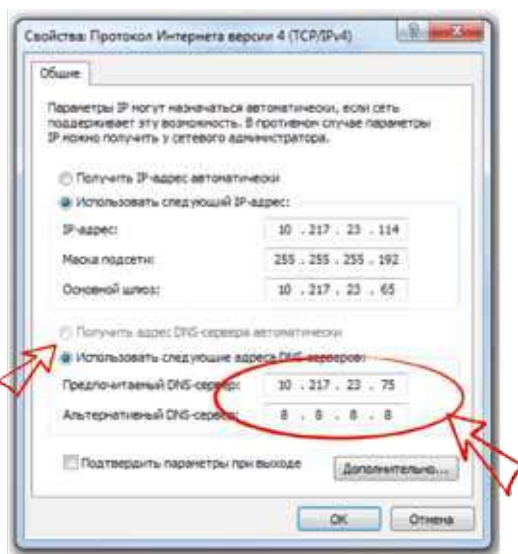 Свойства: Протокол Интернета версии 4 (TCP/IPv4)
Общие
Параметры IP могут назначаться автоматически, если сеть
поддерживает эту возможность. В противном случае параметры
IP можно получить у сетевого администратора.
Получить IP-адрес автоматически
Использовать следующий IP-адрес:
IP-адрес: 10 . 217 . 23 . 114
Маска подсети: 255 . 255 . 255 . 192
Основной шлюз: 10 . 217 . 23 . 65
Получить адрес DNS-сервера автоматически
Использовать следующие адреса DNS-серверов:
Предпочитаемый DNS-сервер: 10 . 217 . 23 . 75
Альтернативный DNS-сервер: 8 . 8 . 8 . 8
Подтвердить параметры при выходе
Дополнительно...
ОК Отмена